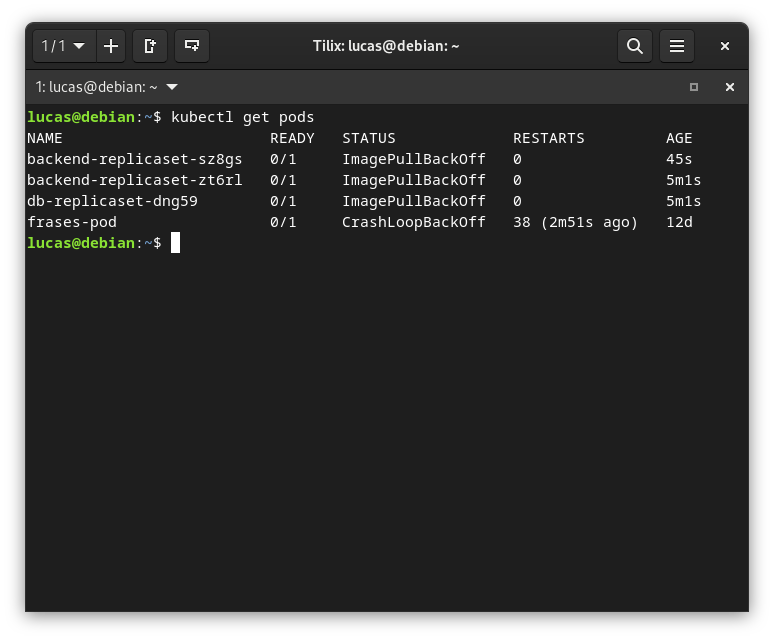 1 / 1
Tilix: lucas@debian: ~
1: lucas@debian: ~
lucas@debian:~$ kubectl get pods
NAME READY STATUS RESTARTS AGE
backend-replicaset-sz8gs 0/1 ImagePullBackOff 0 45s
backend-replicaset-zt6rl 0/1 ImagePullBackOff 0 5m1s
db-replicaset-dng59 0/1 ImagePullBackOff 0 5m1s
frases-pod 0/1 CrashLoopBackOff 38 (2m51s ago) 12d
lucas@debian:~$